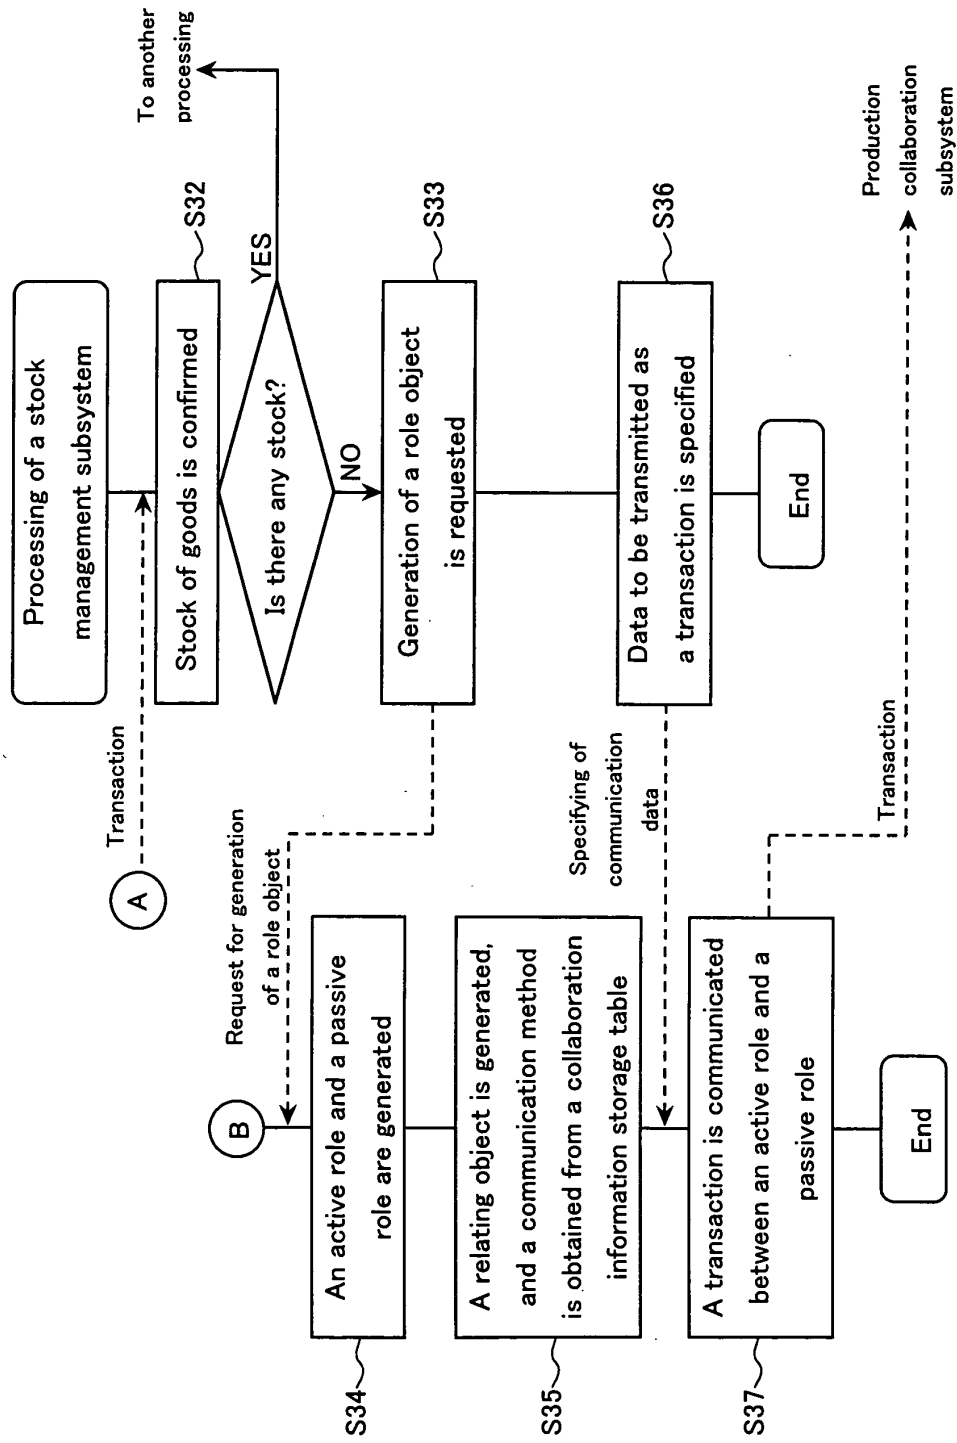 Processing of a stock
management subsystem
To another
processing
A
Transaction
S32
Stock of goods is confirmed
YES
Is there any stock?
NO
B
Request for generation
of a role object
S33
Generation of a role object
is requested
S34
An active role and a passive
role are generated
S35
A relating object is generated,
and a communication method
is obtained from a collaboration
information storage table
Specifying of
communication
data
S36
Data to be transmitted as
a transaction is specified
End
S37
A transaction is communicated
between an active role and a
passive role
Transaction
Production
collaboration
subsystem
End